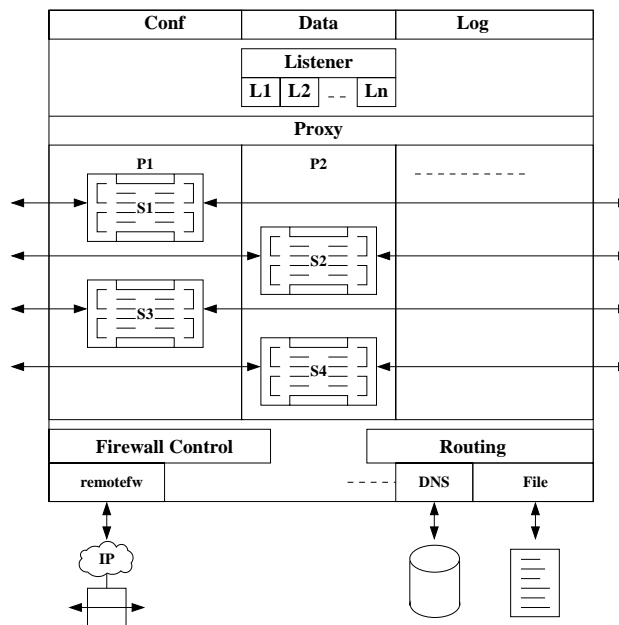 Conf Data Log
Listener
L1 L2 Ln
Proxy
P1 P2
S1
S2
S3
S4
Firewall Control Routing
remotefw DNS File
IP